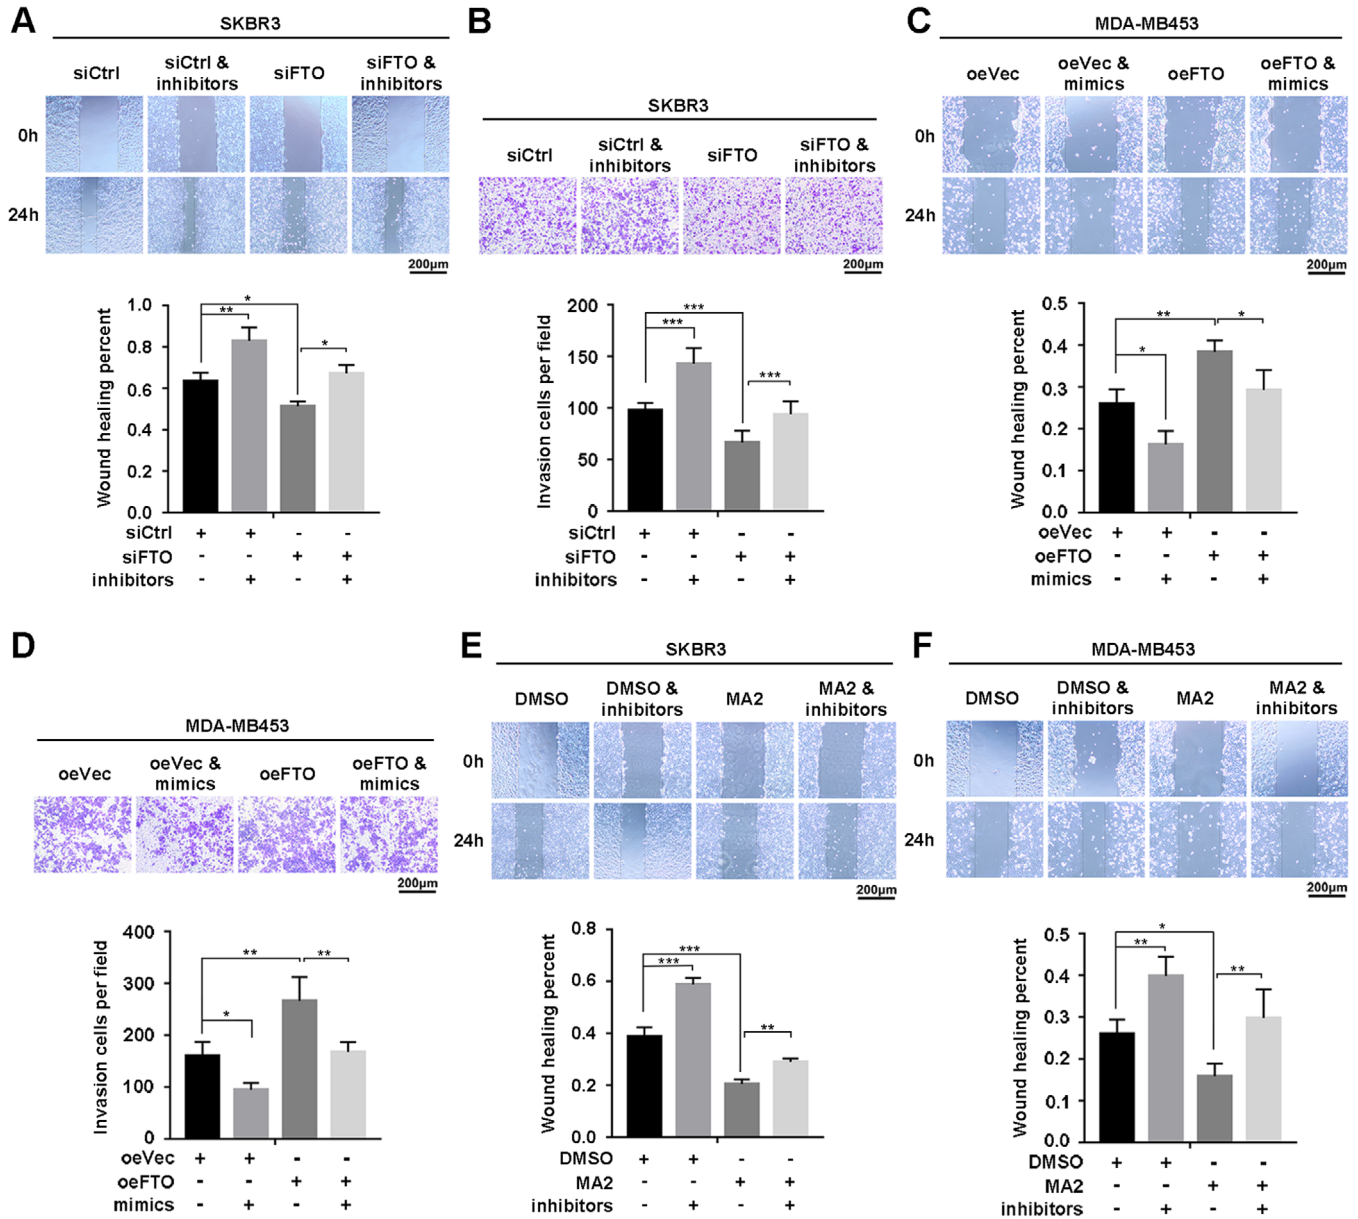 A
SKBR3
siCtrl
siCtrl &
inhibitors
siFTO
siFTO &
inhibitors
0h
24h
200µm
Wound healing percent
1.0
0.8
0.6
0.4
0.2
0.0
**
*
*
siCtrl + + - -
siFTO - - + +
inhibitors - + - +
B
SKBR3
siCtrl
siCtrl &
inhibitors
siFTO
siFTO &
inhibitors
200µm
Invasion cells per field
200
150
100
50
0
***
***
***
siCtrl + + - -
siFTO - - + +
inhibitors - + - +
C
MDA-MB453
oeVec
oeVec &
mimics
oeFTO
oeFTO &
mimics
0h
24h
200µm
Wound healing percent
0.5
0.4
0.3
0.2
0.1
0.0
**
*
*
oeVec + + - -
oeFTO - - + +
mimics - + - +
D
MDA-MB453
oeVec
oeVec &
mimics
oeFTO
oeFTO &
mimics
200µm
Invasion cells per field
400
300
200
100
0
**
**
*
oeVec + + - -
oeFTO - - + +
mimics - + - +
E
SKBR3
DMSO
DMSO &
inhibitors
MA2
MA2 &
inhibitors
0h
24h
200µm
Wound healing percent
0.8
0.6
0.4
0.2
0.0
***
***
**
DMSO + + - -
MA2 - - + +
inhibitors - + - +
F
MDA-MB453
DMSO
DMSO &
inhibitors
MA2
MA2 &
inhibitors
0h
24h
200µm
Wound healing percent
0.5
0.4
0.3
0.2
0.1
0.0
*
**
**
DMSO + + - -
MA2 - - + +
inhibitors - + - +